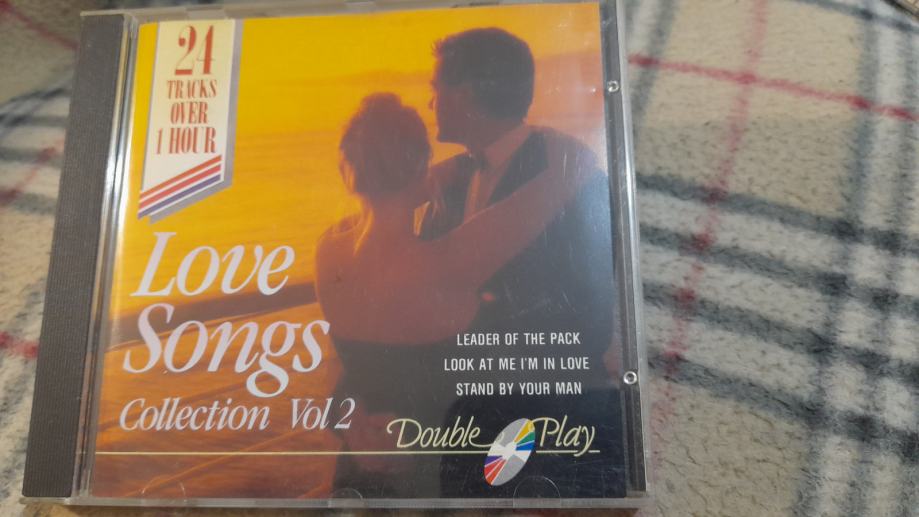 24
TRACKS
OVER
1 HOUR
Love
Songs
Collection Vol 2
LEADER OF THE PACK
LOOK AT ME I'M IN LOVE
STAND BY YOUR MAN
Double Play